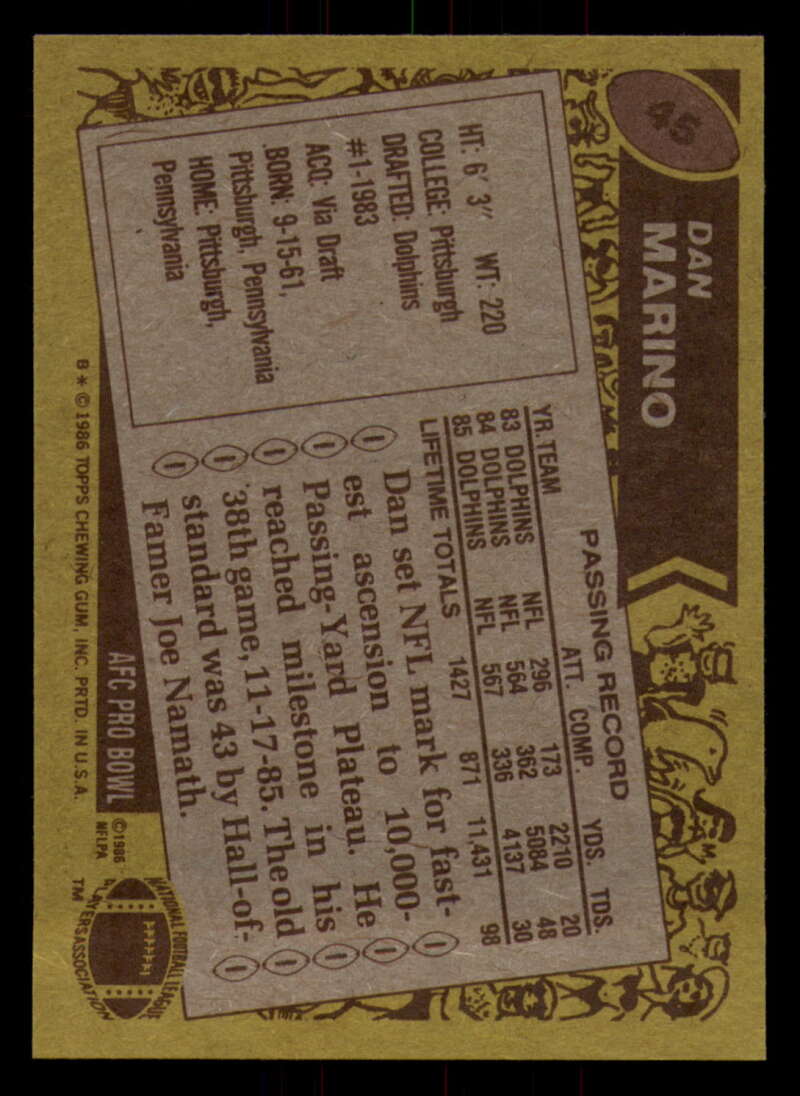 45
DAN
MARINO
HT: 6' 3" WT: 220
COLLEGE: Pittsburgh
DRAFTED: Dolphins
#1-1983
ACQ: Via Draft
BORN: 9-15-61,
Pittsburgh, Pennsylvania
HOME: Pittsburgh,
Pennsylvania
PASSING RECORD
YR. TEAM ATT. COMP. YDS. TDS.
83 DOLPHINS NFL 296 173 2210 20
84 DOLPHINS NFL 564 362 5084 48
85 DOLPHINS NFL 567 336 4137 30
LIFETIME TOTALS 1427 871 11,431 98
Dan set NFL mark for fast-
est ascension to 10,000-
Passing-Yard Plateau. He
reached milestone in his
38th game, 11-17-85. The old
standard was 43 by Hall-of-
Famer Joe Namath.
AFC PRO BOWL
©1986
NFLPA
NATIONAL FOOTBALL LEAGUE
PLAYERS ASSOCIATION
TM
B * © 1986 TOPPS CHEWING GUM, INC. PRTD. IN U.S.A.